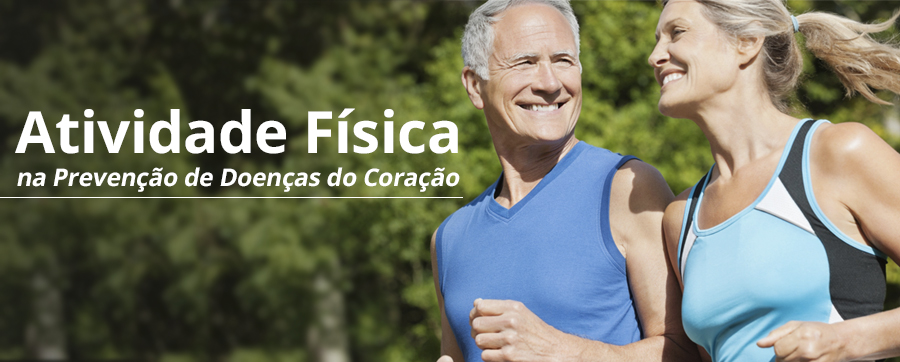 Atividade Física
na Prevenção de Doenças do Coração